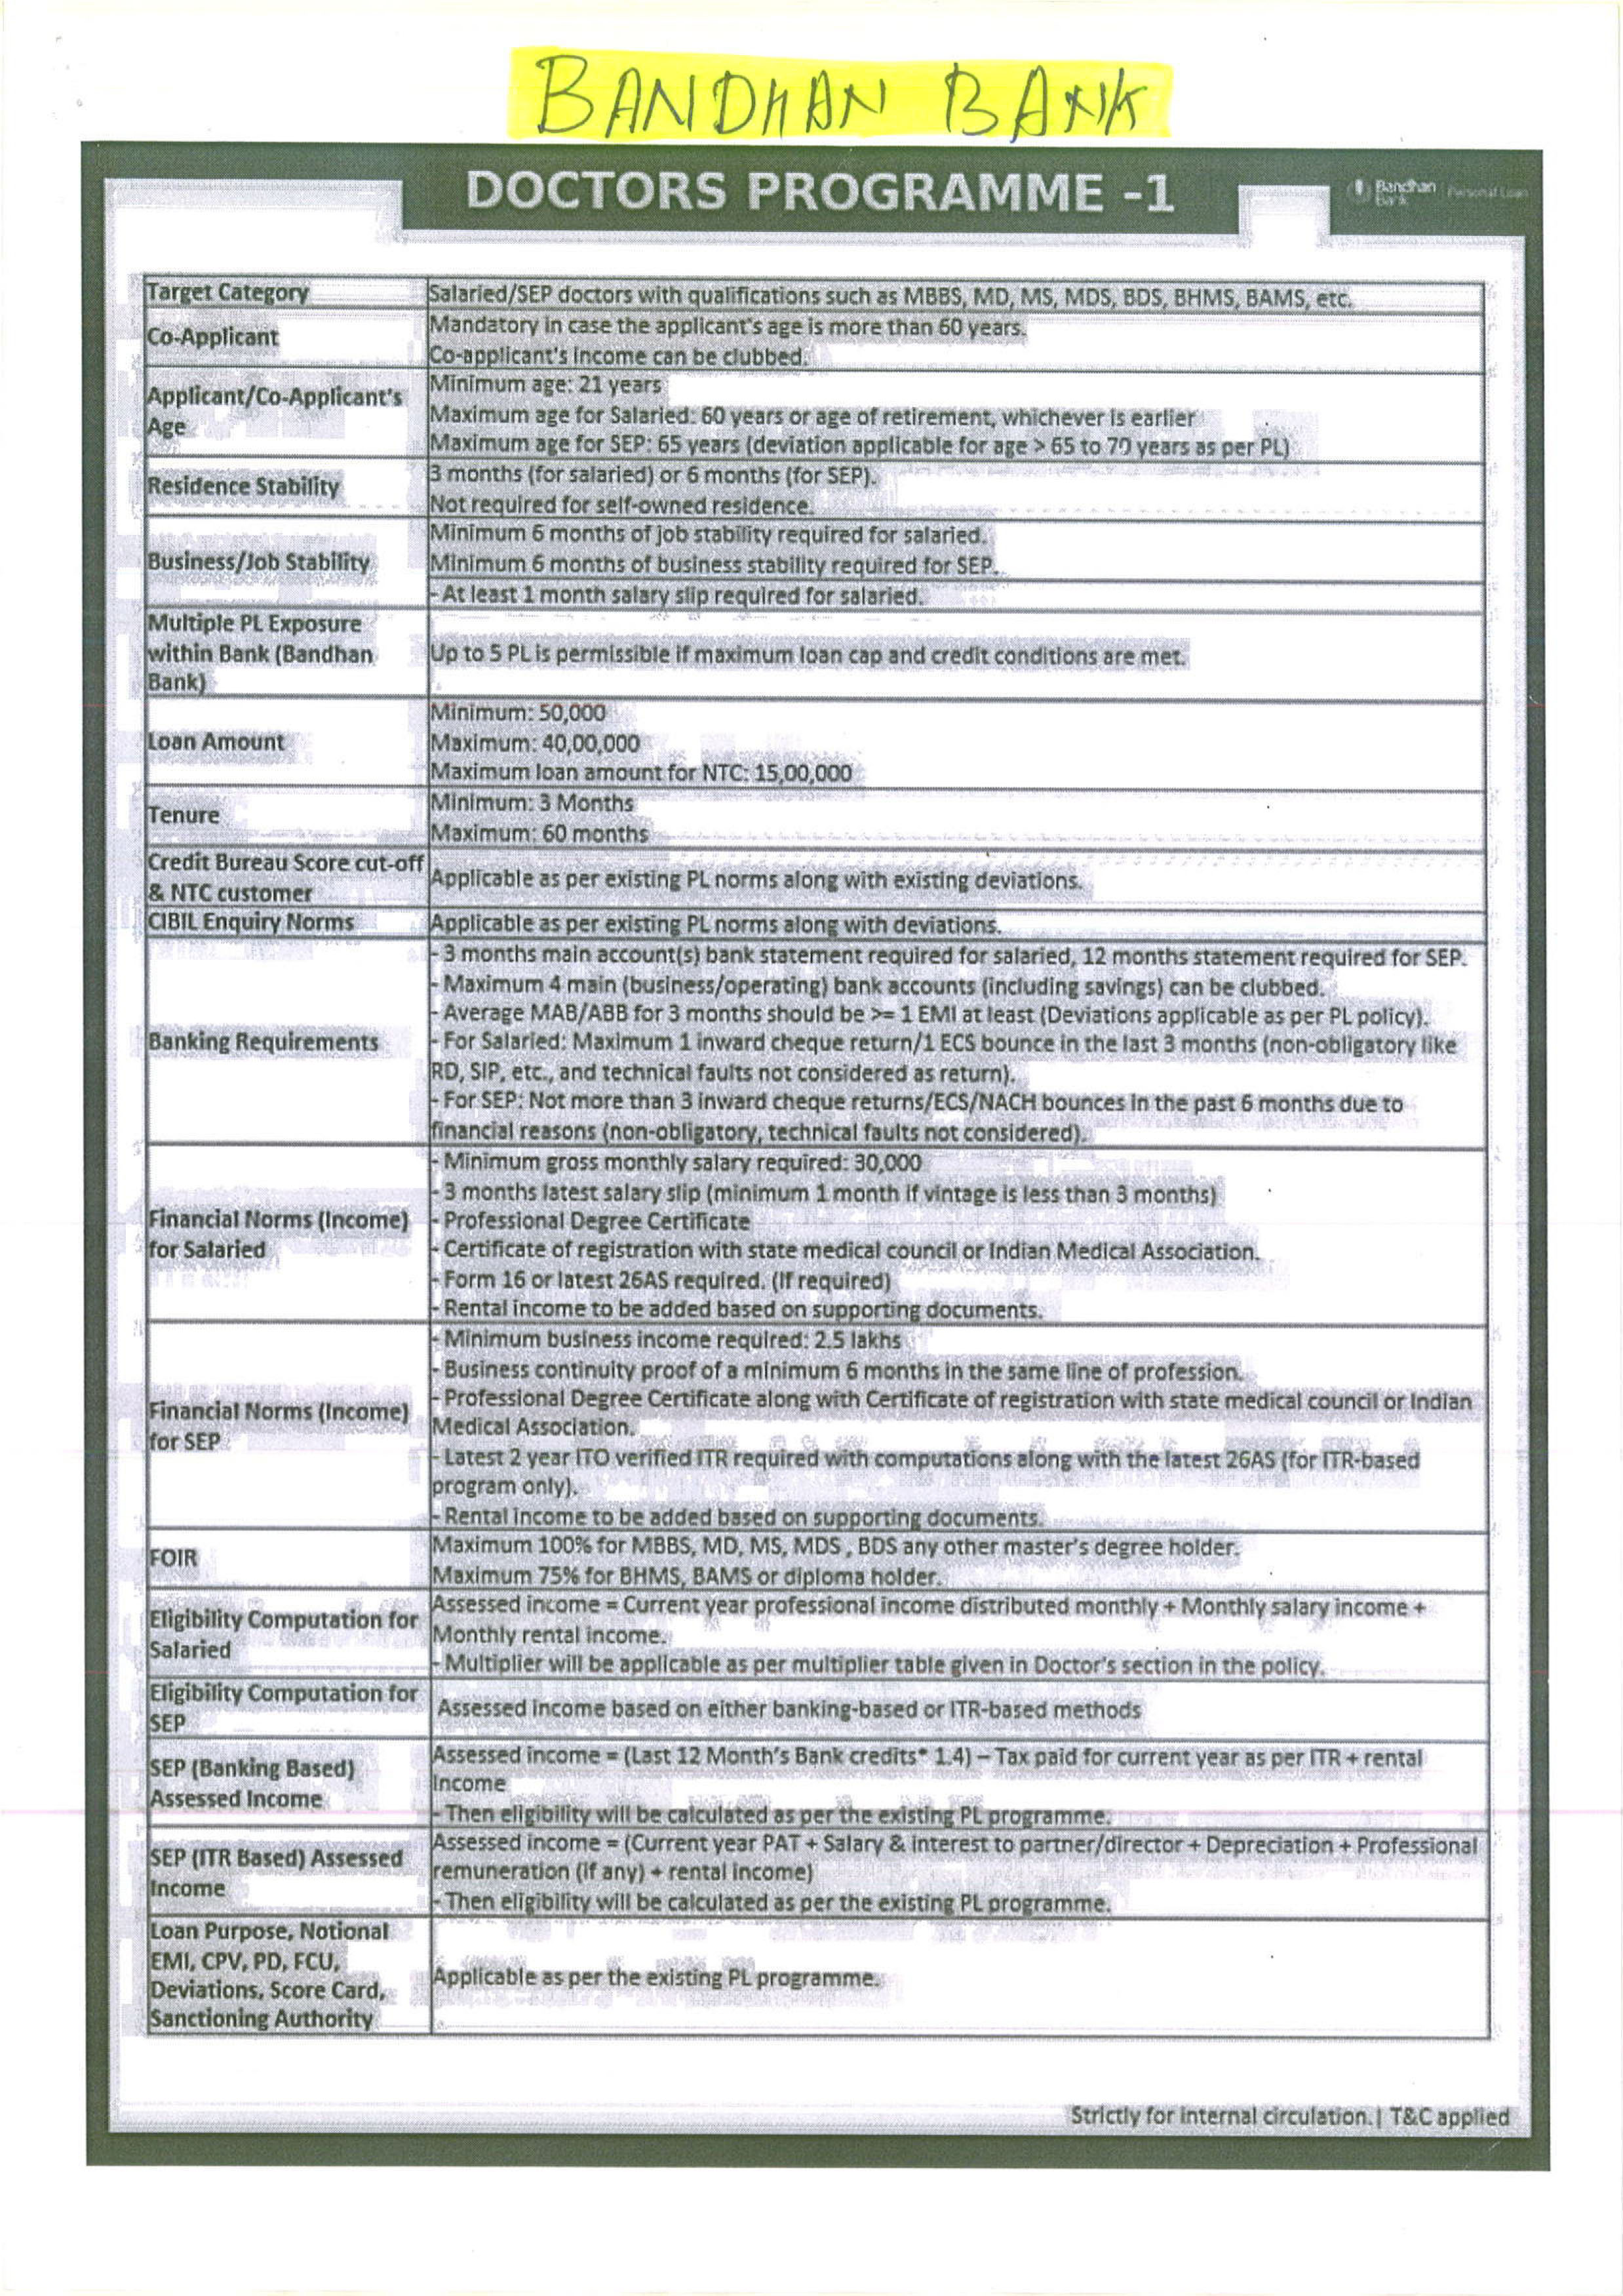 BANDHAN BANK
DOCTORS PROGRAMME -1
Bandhan
Bank
Personal Loan
Target Category
Salaried/SEP doctors with qualifications such as MBBS, MD, MS, MDS, BDS, BHMS, BAMS, etc.
Co-Applicant
Mandatory in case the applicant's age is more than 60 years.
Co-applicant's income can be clubbed.
Applicant/Co-Applicant's
Age
Minimum age: 21 years
Maximum age for Salaried: 60 years or age of retirement, whichever is earlier
Maximum age for SEP: 65 years (deviation applicable for age > 65 to 70 years as per PL)
Residence Stability
3 months (for salaried) or 6 months (for SEP).
Not required for self-owned residence.
Business/Job Stability
Minimum 6 months of job stability required for salaried.
Minimum 6 months of business stability required for SEP.
- At least 1 month salary slip required for salaried.
Multiple PL Exposure
within Bank (Bandhan
Bank)
Up to 5 PL is permissible if maximum loan cap and credit conditions are met.
Loan Amount
Minimum: 50,000
Maximum: 40,00,000
Maximum loan amount for NTC: 15,00,000
Tenure
Minimum: 3 Months
Maximum: 60 months
Credit Bureau Score cut-off
& NTC customer
Applicable as per existing PL norms along with existing deviations.
CIBIL Enquiry Norms
Applicable as per existing PL norms along with deviations.
Banking Requirements
- 3 months main account(s) bank statement required for salaried, 12 months statement required for SEP.
- Maximum 4 main (business/operating) bank accounts (including savings) can be clubbed.
- Average MAB/ABB for 3 months should be >= 1 EMI at least (Deviations applicable as per PL policy).
- For Salaried: Maximum 1 inward cheque return/1 ECS bounce in the last 3 months (non-obligatory like
RD, SIP, etc., and technical faults not considered as return).
- For SEP: Not more than 3 inward cheque returns/ECS/NACH bounces in the past 6 months due to
financial reasons (non-obligatory, technical faults not considered).
Financial Norms (Income)
for Salaried
- Minimum gross monthly salary required: 30,000
- 3 months latest salary slip (minimum 1 month if vintage is less than 3 months)
- Professional Degree Certificate
- Certificate of registration with state medical council or Indian Medical Association.
- Form 16 or latest 26AS required. (If required)
- Rental income to be added based on supporting documents.
Financial Norms (Income)
for SEP
- Minimum business income required: 2.5 lakhs
- Business continuity proof of a minimum 6 months in the same line of profession.
- Professional Degree Certificate along with Certificate of registration with state medical council or Indian
Medical Association.
- Latest 2 year ITO verified ITR required with computations along with the latest 26AS (for ITR-based
program only).
- Rental income to be added based on supporting documents.
FOIR
Maximum 100% for MBBS, MD, MS, MDS , BDS any other master's degree holder.
Maximum 75% for BHMS, BAMS or diploma holder.
Eligibility Computation for
Salaried
Assessed income = Current year professional income distributed monthly + Monthly salary income +
Monthly rental income.
- Multiplier will be applicable as per multiplier table given in Doctor's section in the policy.
Eligibility Computation for
SEP
Assessed income based on either banking-based or ITR-based methods
SEP (Banking Based)
Assessed Income
Assessed income = (Last 12 Month's Bank credits* 1.4) – Tax paid for current year as per ITR + rental
Income
- Then eligibility will be calculated as per the existing PL programme.
SEP (ITR Based) Assessed
Income
Assessed income = (Current year PAT + Salary & interest to partner/director + Depreciation + Professional
remuneration (if any) + rental income)
- Then eligibility will be calculated as per the existing PL programme.
Loan Purpose, Notional
EMI, CPV, PD, FCU,
Deviations, Score Card,
Sanctioning Authority
Applicable as per the existing PL programme.
Strictly for internal circulation. | T&C applied